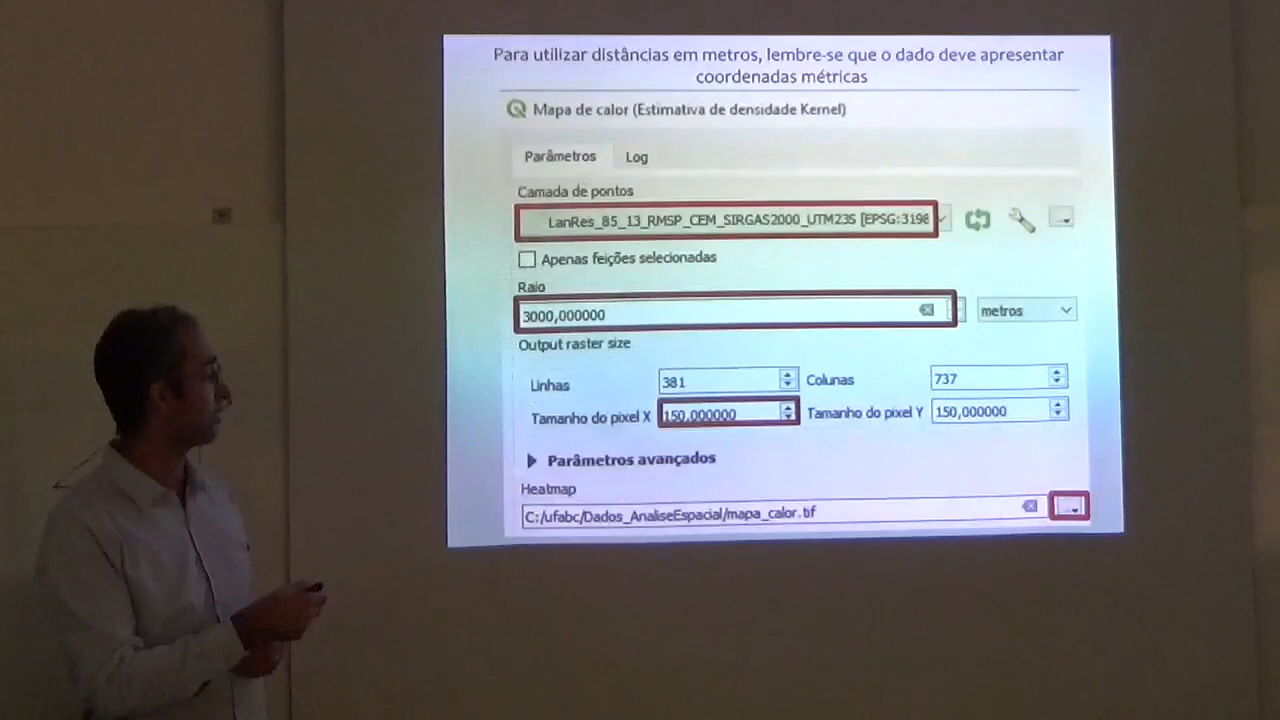 Para utilizar distâncias em metros, lembre-se que o dado deve apresentar
coordenadas métricas
Mapa de calor (Estimativa de densidade Kernel)
Parâmetros Log
Camada de pontos
LanRes_85_13_RMSP_CEM_SIRGAS2000_UTM23S [EPSG:3198
Apenas feições selecionadas
Raio
3000,000000 metros
Output raster size
Linhas 381 Colunas 737
Tamanho do pixel X 150,000000 Tamanho do pixel Y 150,000000
Parâmetros avançados
Heatmap
C:/ufabc/Dados_AnaliseEspacial/mapa_calor.tif